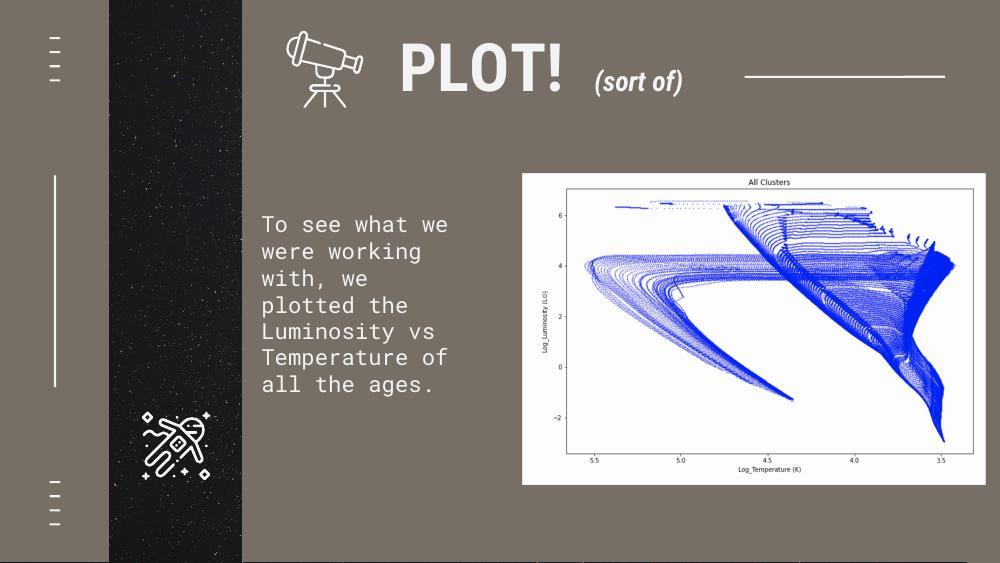 PLOT! (sort of)
To see what we
were working
with, we
plotted the
Luminosity vs
Temperature of
all the ages.
All Clusters
Log_Luminosity (L☉)
6
4
2
0
−2
5.5 5.0 4.5 4.0 3.5
Log_Temperature (K)